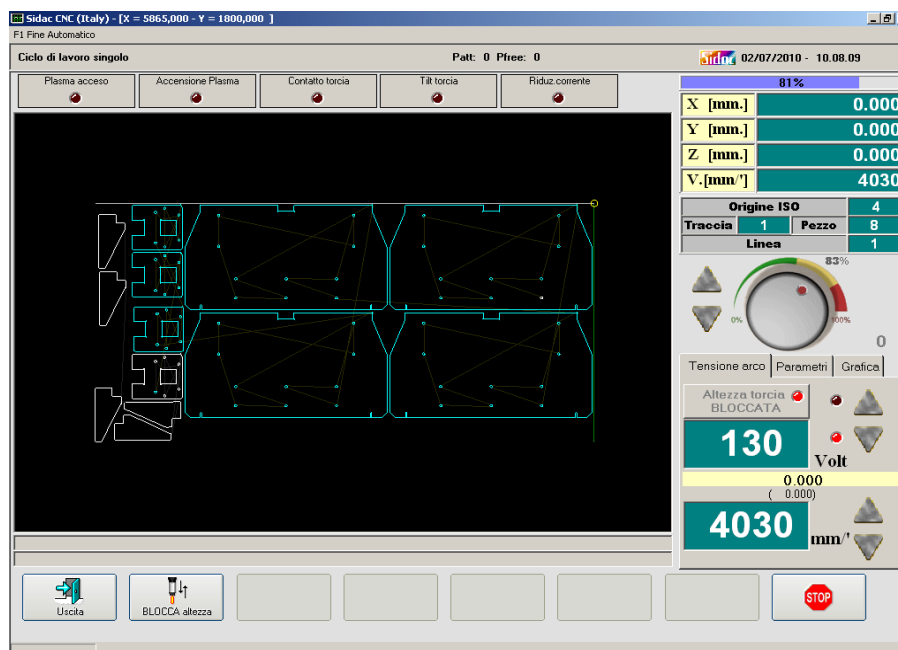 Sidac CNC (Italy) - [X = 5865,000 - Y = 1800,000 ]
F1 Fine Automatico
Ciclo di lavoro singolo
Patt: 0 Pfree: 0
Sidac 02/07/2010 - 10.08.09
Plasma acceso
Accensione Plasma
Contatto torcia
Tilt torcia
Riduz.corrente
81%
X [mm.] 0.000
Y [mm.] 0.000
Z [mm.] 0.000
V.[mm/'] 4030
Origine ISO 4
Traccia 1 Pezzo 8
Linea 1
83%
0% 100%
0
Tensione arco Parametri Grafica
Altezza torcia
BLOCCATA
130
Volt
0.000
( 0.000)
4030 mm/'
Uscita
BLOCCA altezza
STOP